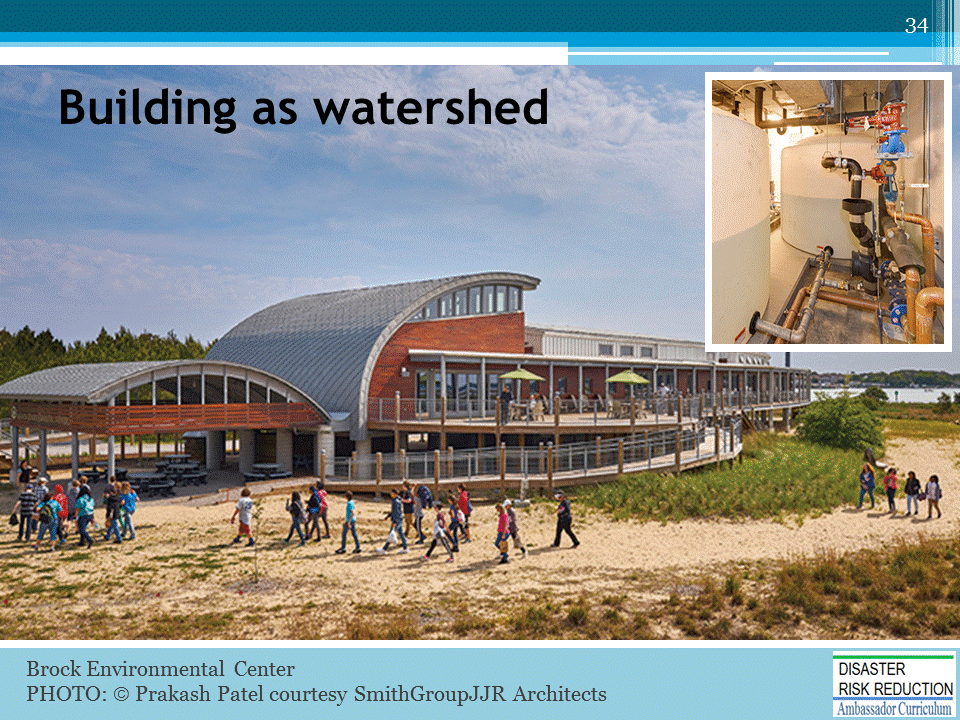 34
Building as watershed
Brock Environmental Center
PHOTO: © Prakash Patel courtesy SmithGroupJJR Architects
DISASTER
RISK REDUCTION
Ambassador Curriculum